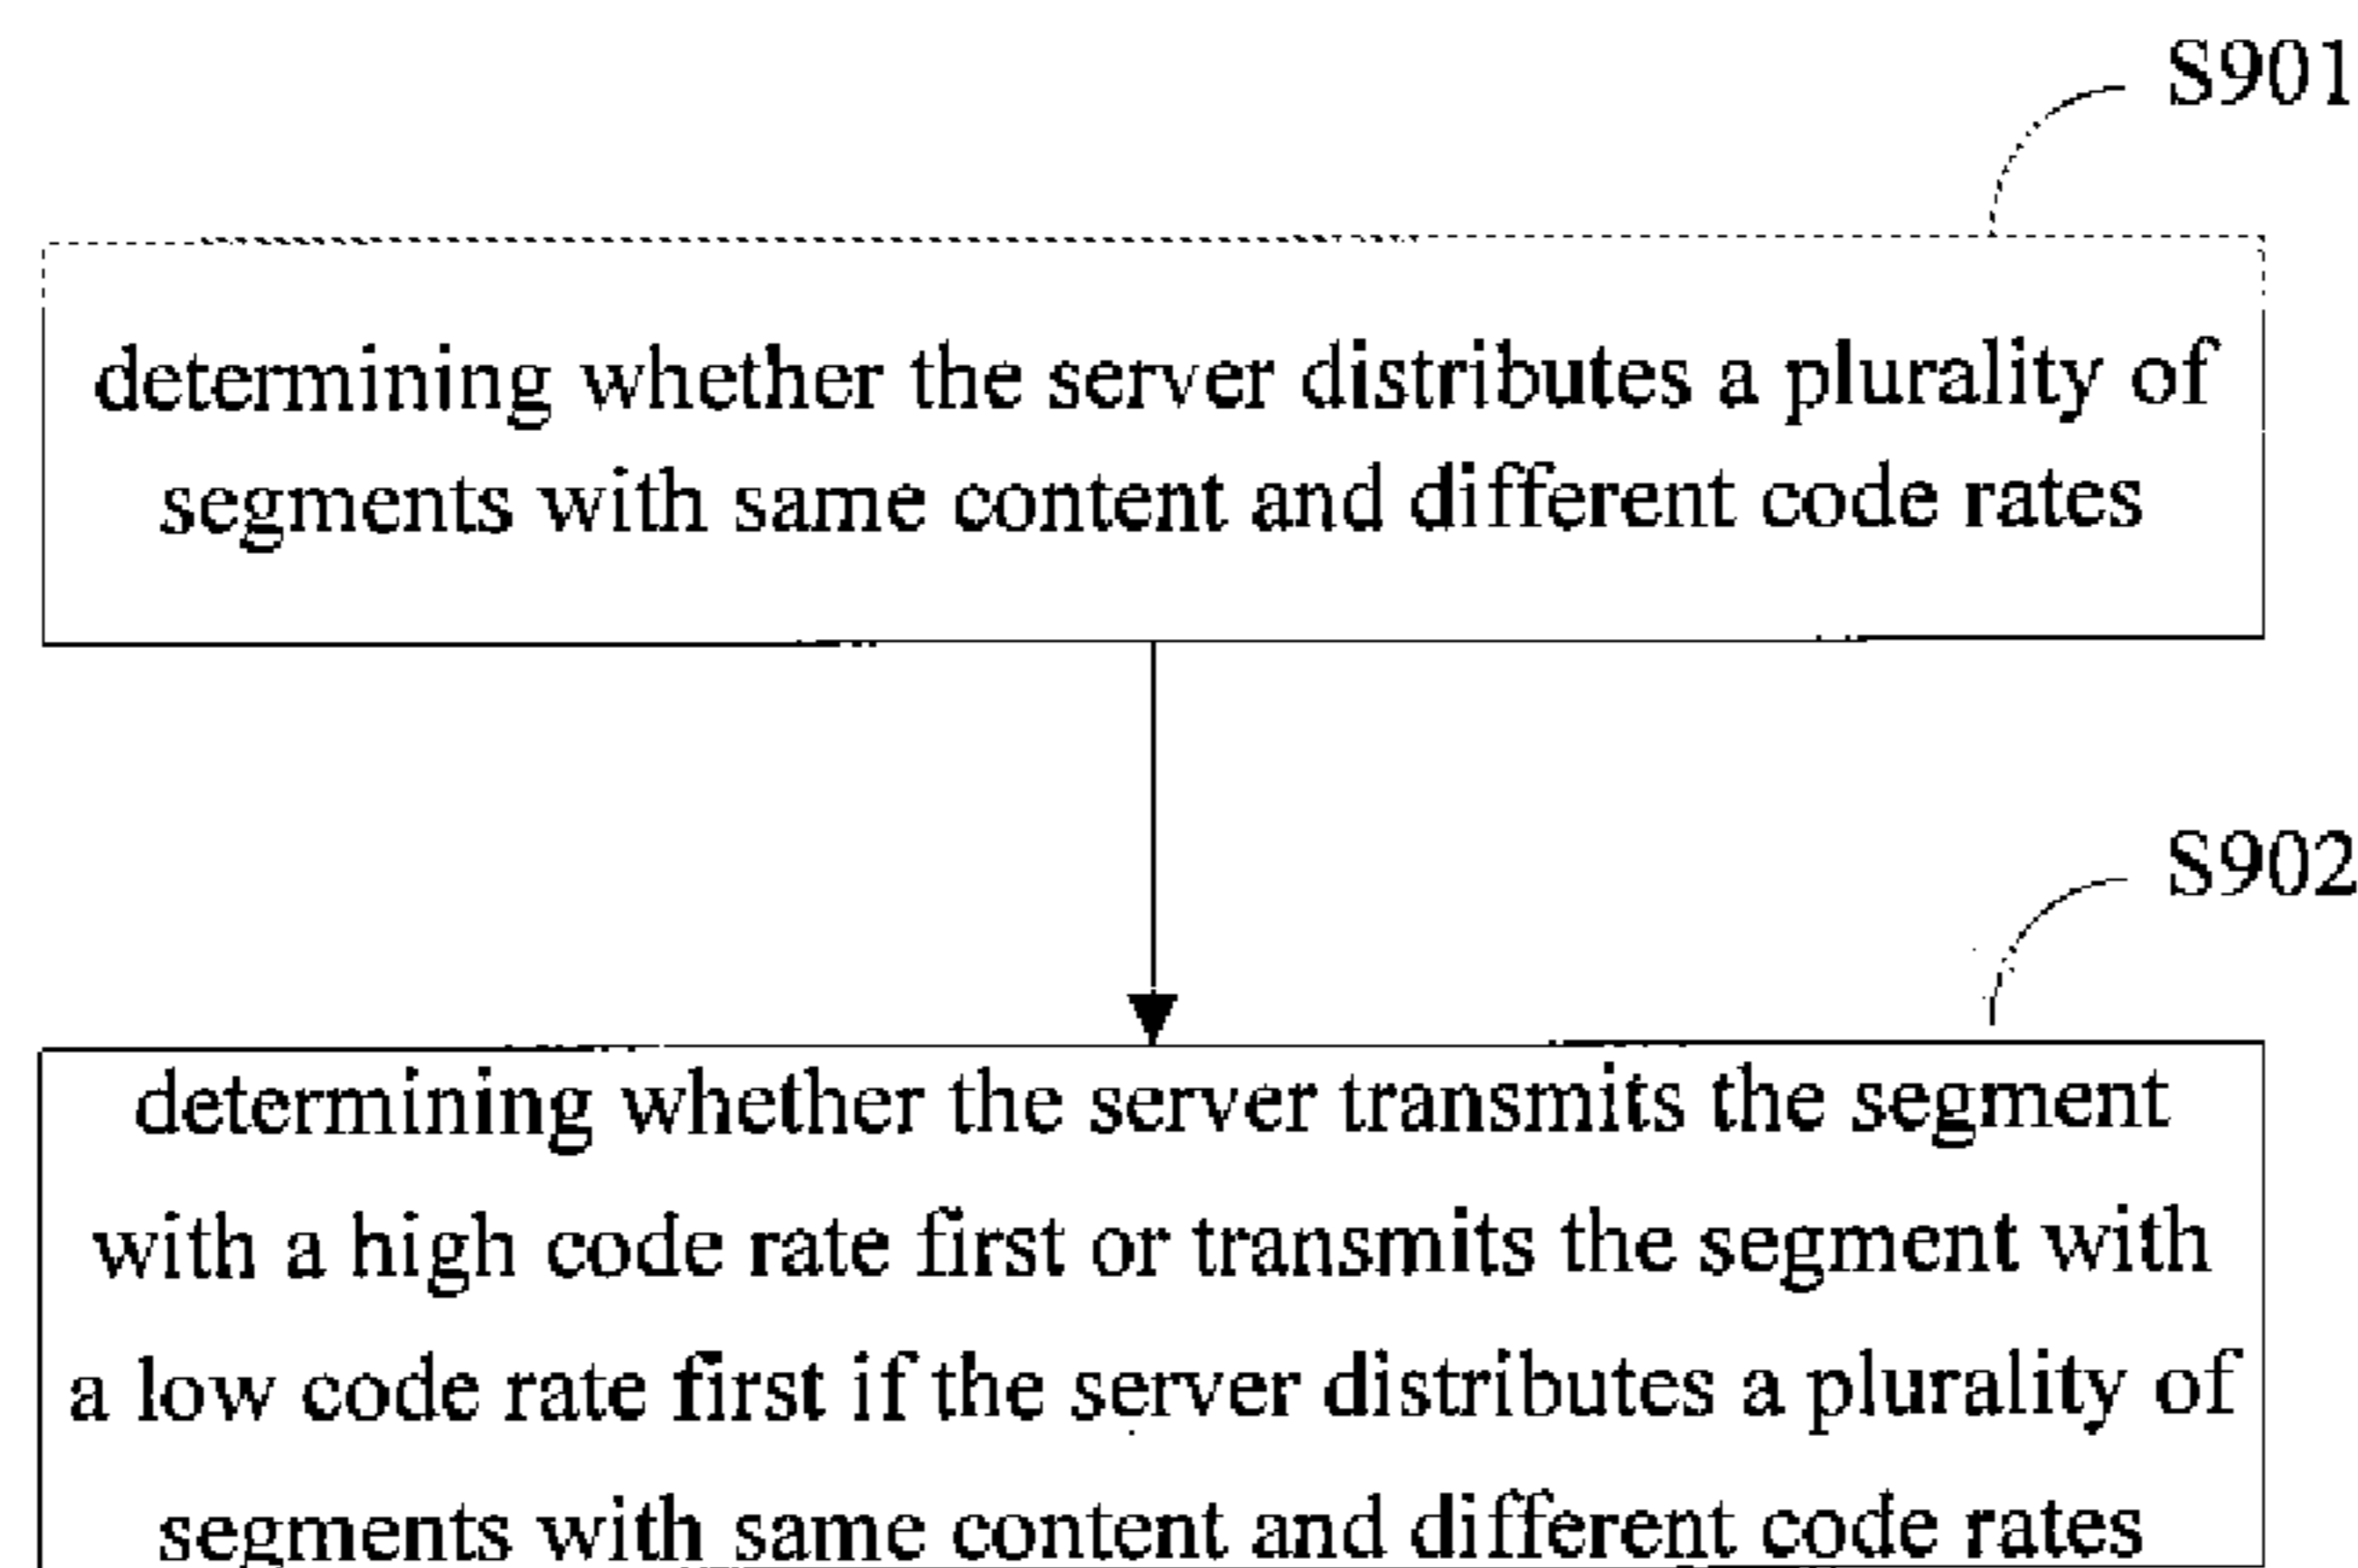 S901
determining whether the server distributes a plurality of
segments with same content and different code rates
S902
determining whether the server transmits the segment
with a high code rate first or transmits the segment with
a low code rate first if the server distributes a plurality of
segments with same content and different code rates